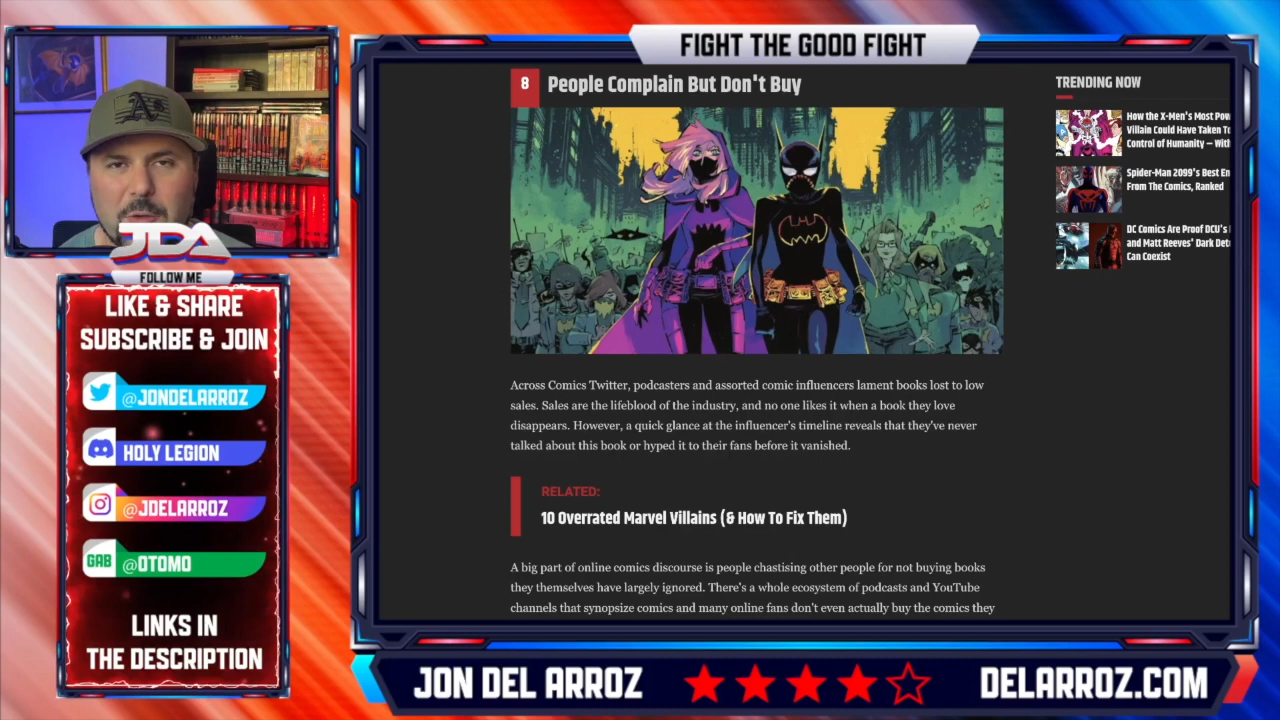 FIGHT THE GOOD FIGHT
JDA
FOLLOW ME
LIKE & SHARE
SUBSCRIBE & JOIN
@JONDELARROZ
HOLY LEGION
@JDELARROZ
GAB @OTOMO
LINKS IN
THE DESCRIPTION
8 People Complain But Don't Buy
Across Comics Twitter, podcasters and assorted comic influencers lament books lost to low
sales. Sales are the lifeblood of the industry, and no one likes it when a book they love
disappears. However, a quick glance at the influencer's timeline reveals that they've never
talked about this book or hyped it to their fans before it vanished.
RELATED:
10 Overrated Marvel Villains (& How To Fix Them)
A big part of online comics discourse is people chastising other people for not buying books
they themselves have largely ignored. There's a whole ecosystem of podcasts and YouTube
channels that synopsize comics and many online fans don't even actually buy the comics they
TRENDING NOW
How the X-Men's Most Pow
Villain Could Have Taken T
Control of Humanity – With
Spider-Man 2099's Best En
From The Comics, Ranked
DC Comics Are Proof DCU's
and Matt Reeves' Dark Det
Can Coexist
JON DEL ARROZ
DELARROZ.COM